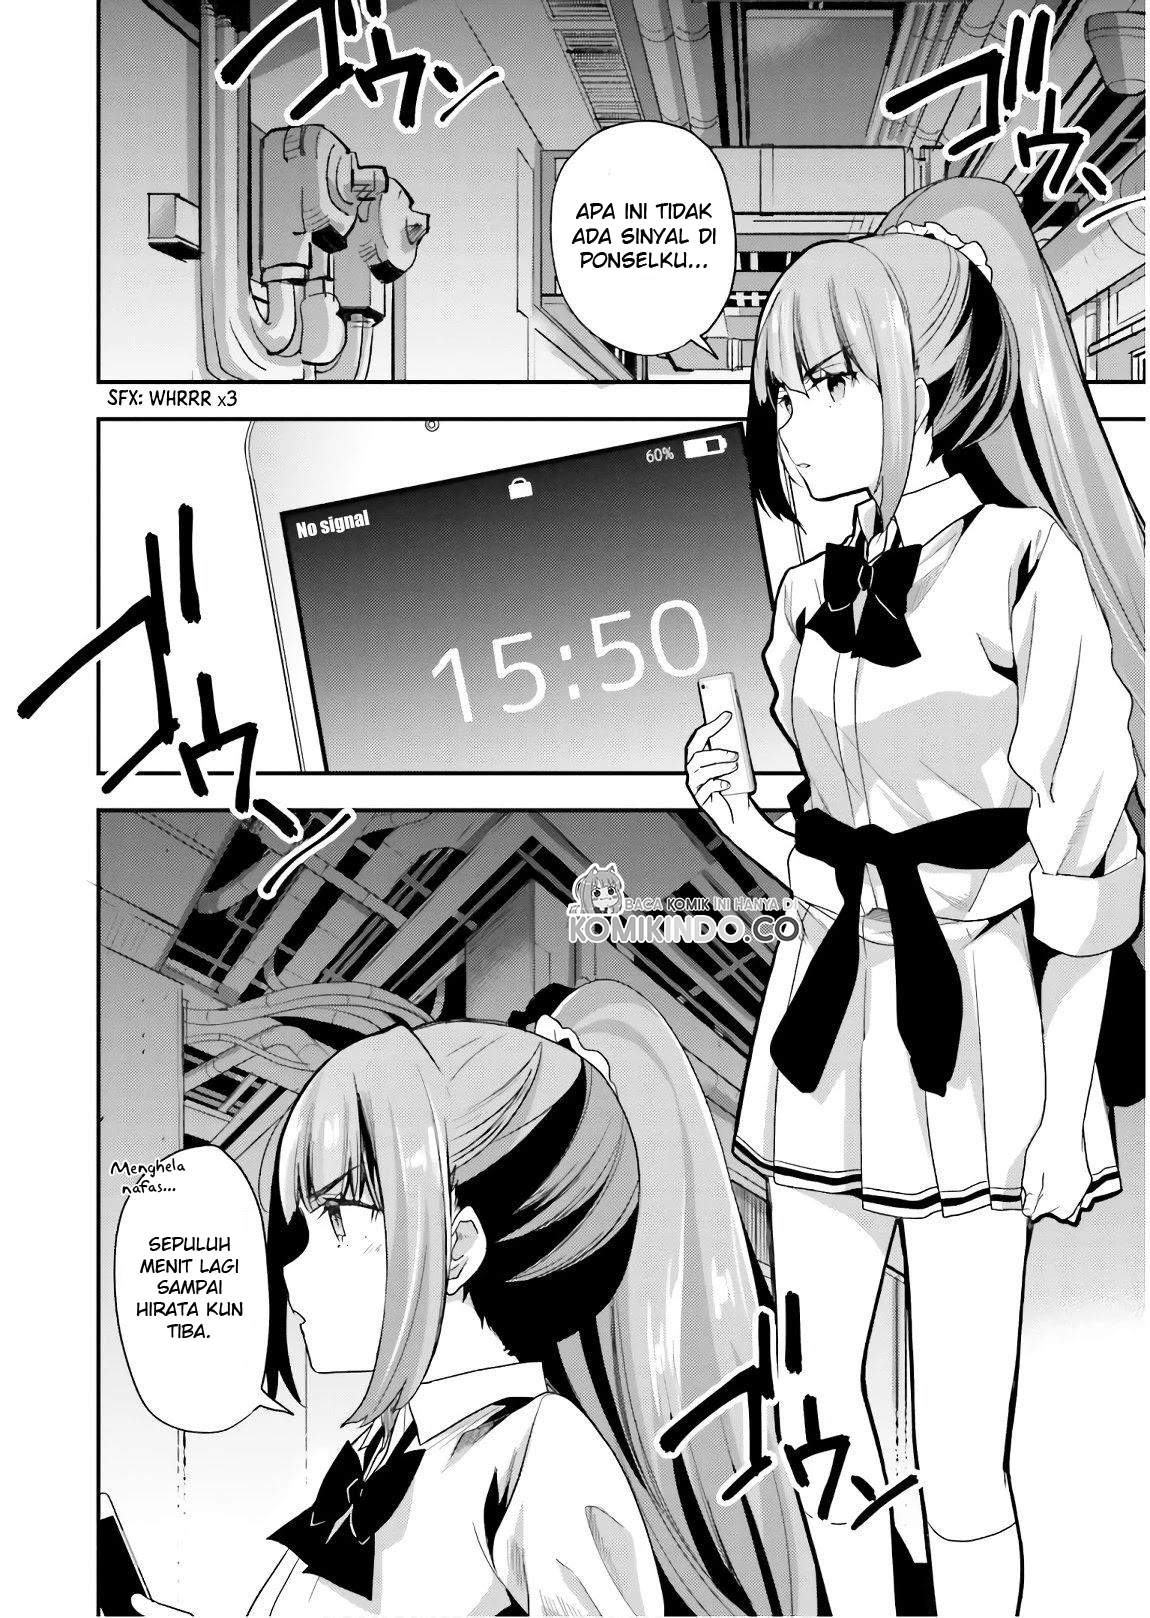 ゴウン
ゴウン
APA INI TIDAK
ADA SINYAL DI
PONSELKU...
SFX: WHRRR x3
60%
No signal
15:50
ゴウン
BACA KOMIK INI HANYA DI
KOMIKINDO.CO
Menghela
nafas...
SEPULUH
MENIT LAGI
SAMPAI
HIRATA KUN
TIBA.
ゴウン